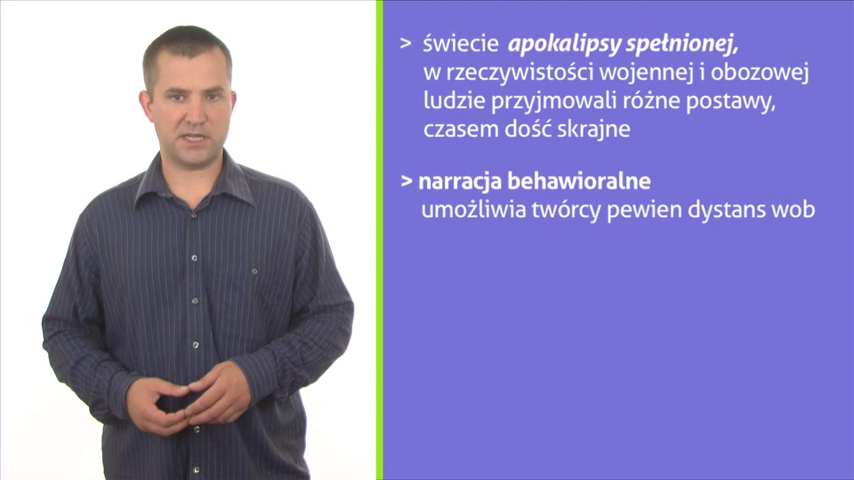 > świecie apokalipsy spełnionej,
w rzeczywistości wojennej i obozowej
ludzie przyjmowali różne postawy,
czasem dość skrajne
> narracja behawioralne
umożliwia twórcy pewien dystans wob